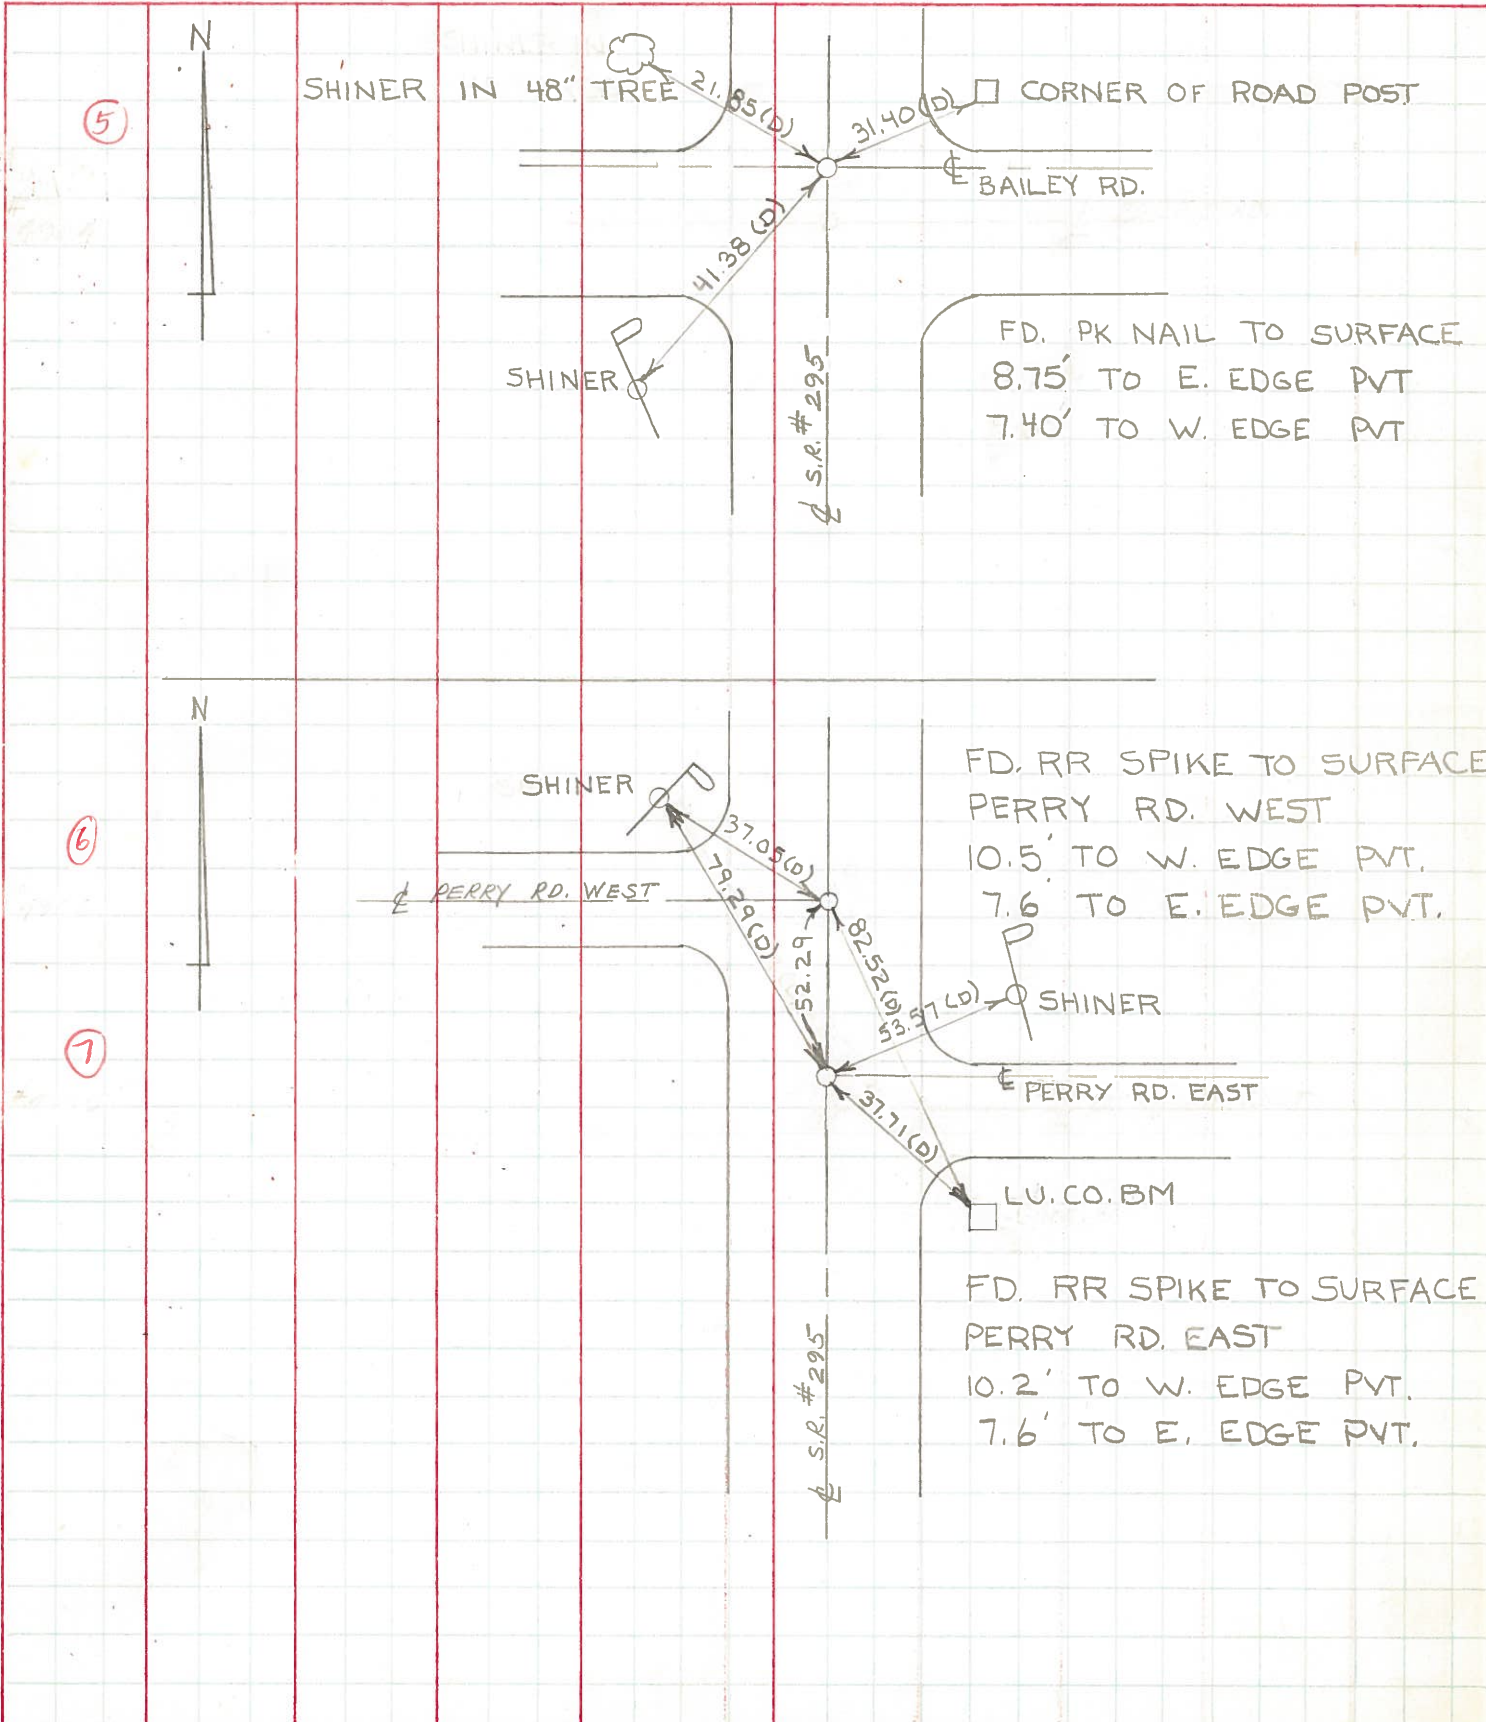 N
5
SHINER IN 48" TREE
21.85(D)
31.40(D)
CORNER OF ROAD POST
℄ BAILEY RD.
41.38 (D)
SHINER
℄ S.R. # 295
FD. PK NAIL TO SURFACE
8.75' TO E. EDGE PVT
7.40' TO W. EDGE PVT
N
6
SHINER
37.05(D)
79.29(D)
℄ PERRY RD. WEST
52.29
82.52(D)
FD. RR SPIKE TO SURFACE
PERRY RD. WEST
10.5' TO W. EDGE PVT.
7.6' TO E. EDGE PVT.
7
53.57(D)
SHINER
℄ PERRY RD. EAST
37.71(D)
LU. CO. BM
℄ S.R. # 295
FD. RR SPIKE TO SURFACE
PERRY RD. EAST
10.2' TO W. EDGE PVT.
7.6' TO E. EDGE PVT.